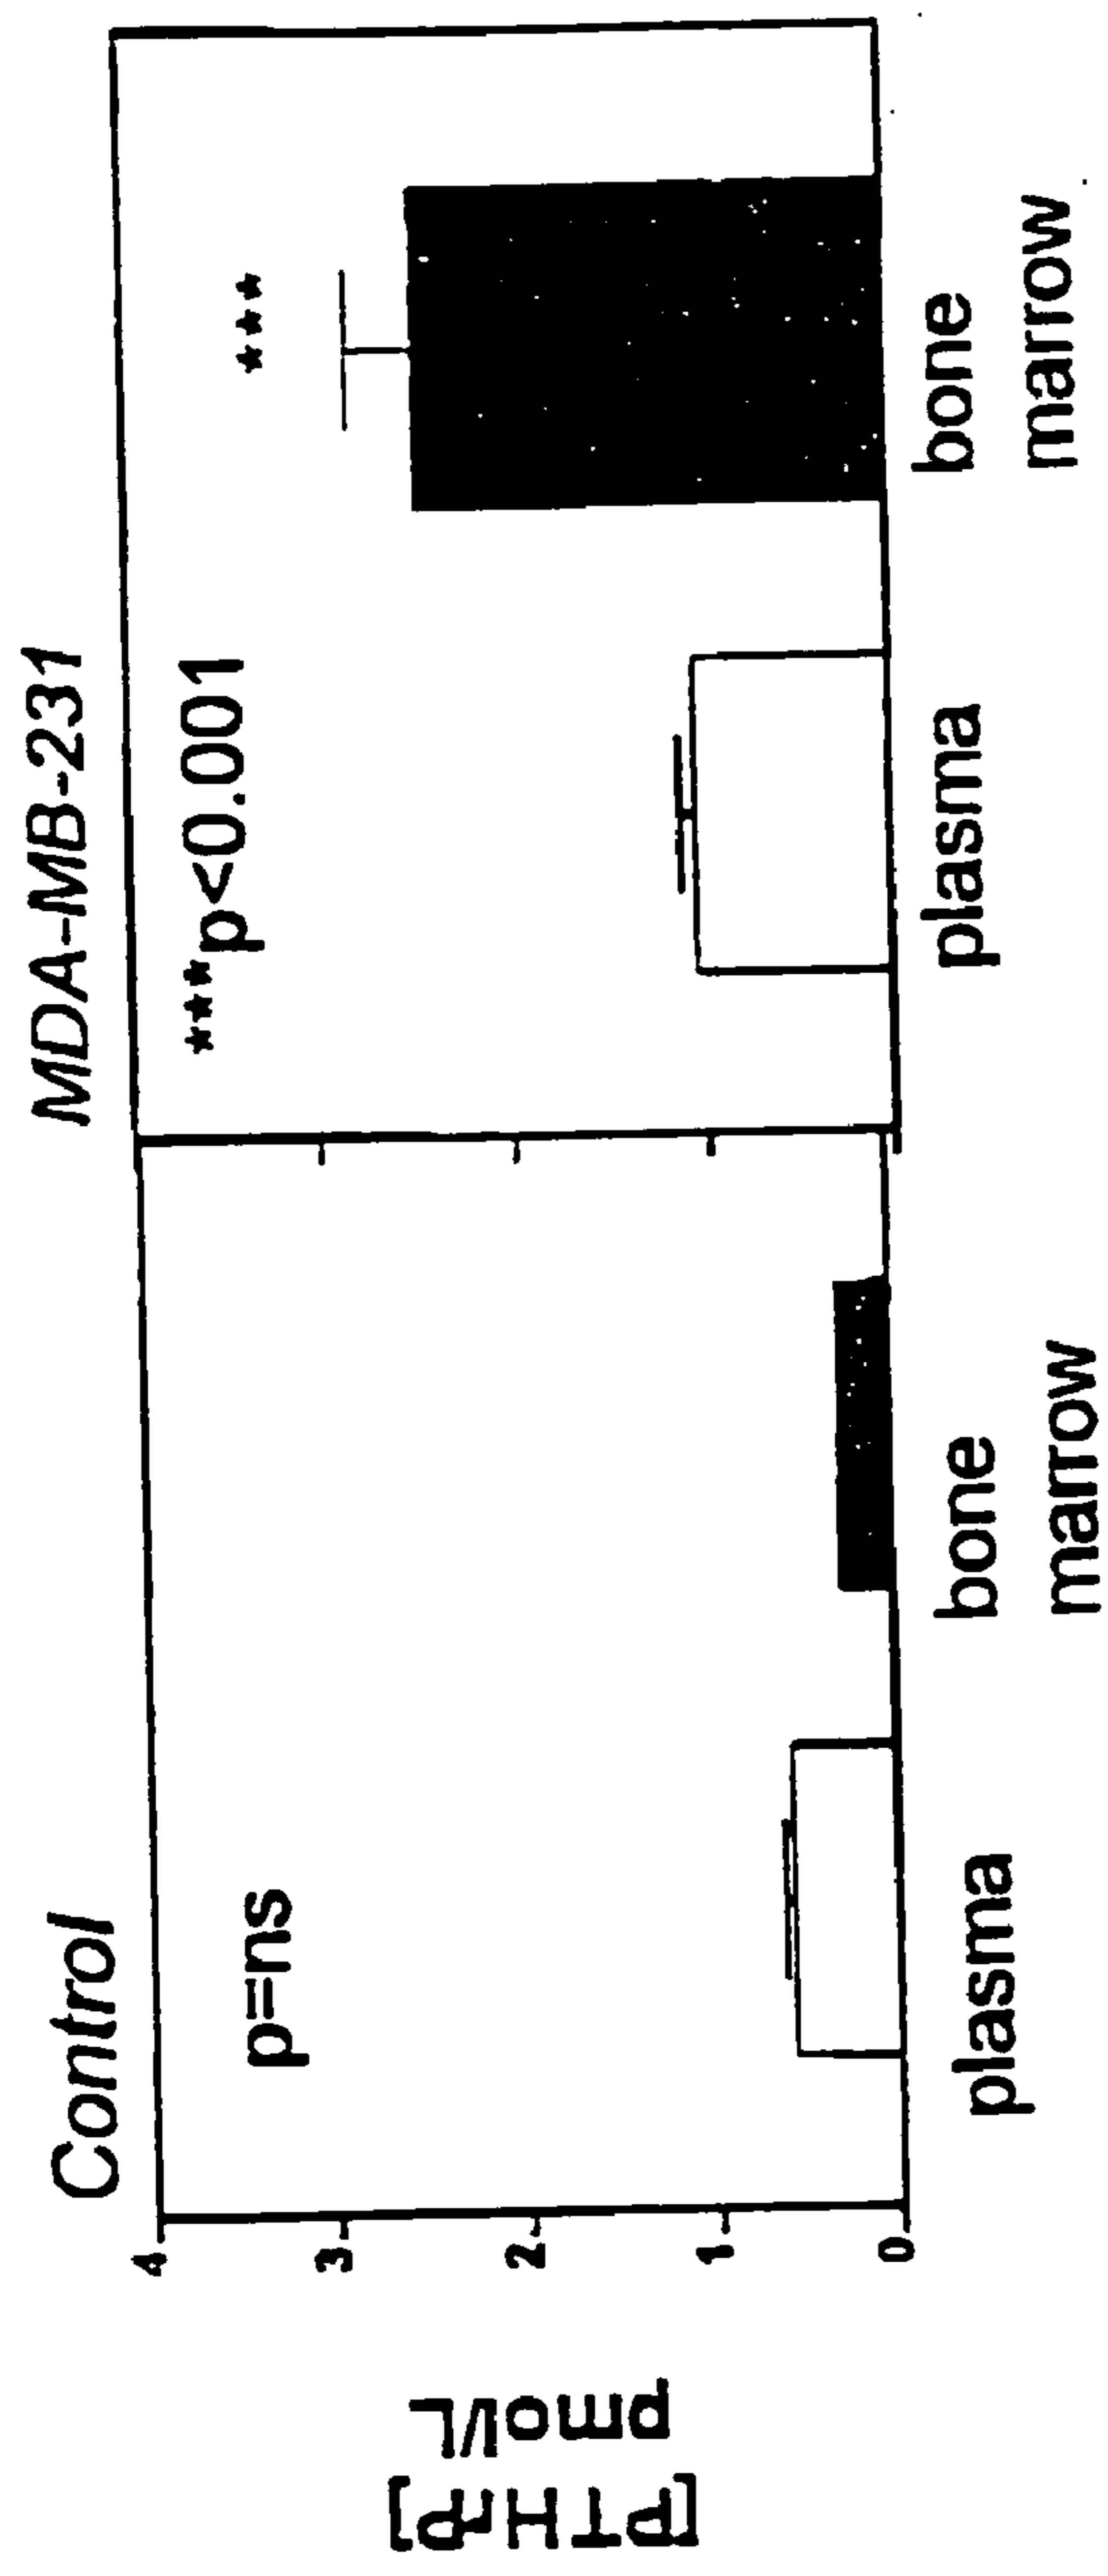 Control
MDA-MB-231
p=ns
***p<0.001
***
[PTHrP]
pmol/L
4
3
2
1
0
plasma
bone
marrow
plasma
bone
marrow